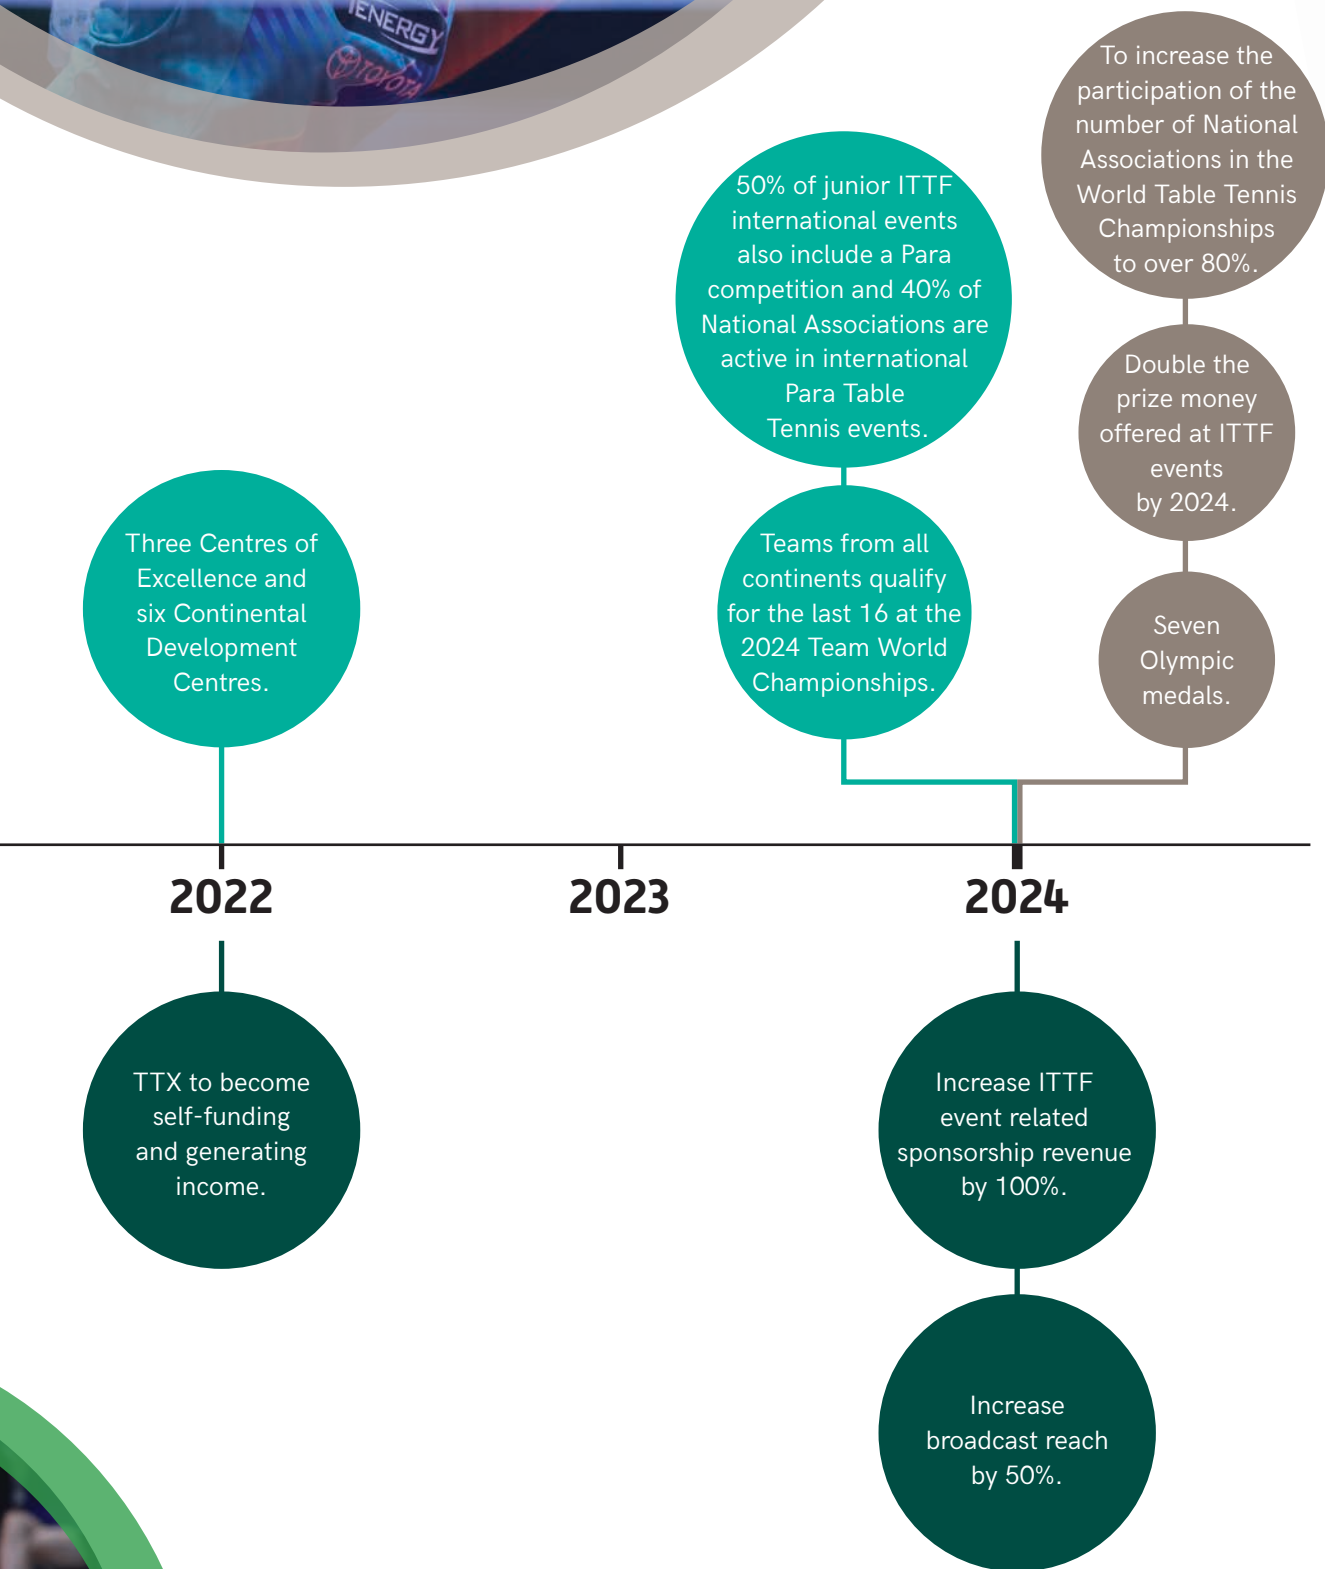 ENERGY
TOYOTA
To increase the
participation of the
number of National
Associations in the
World Table Tennis
Championships
to over 80%.
50% of junior ITTF
international events
also include a Para
competition and 40% of
National Associations are
active in international
Para Table
Tennis events.
Double the
prize money
offered at ITTF
events
by 2024.
Three Centres of
Excellence and
six Continental
Development
Centres.
Teams from all
continents qualify
for the last 16 at the
2024 Team World
Championships.
Seven
Olympic
medals.
2022
2023
2024
TTX to become
self-funding
and generating
income.
Increase ITTF
event related
sponsorship revenue
by 100%.
Increase
broadcast reach
by 50%.